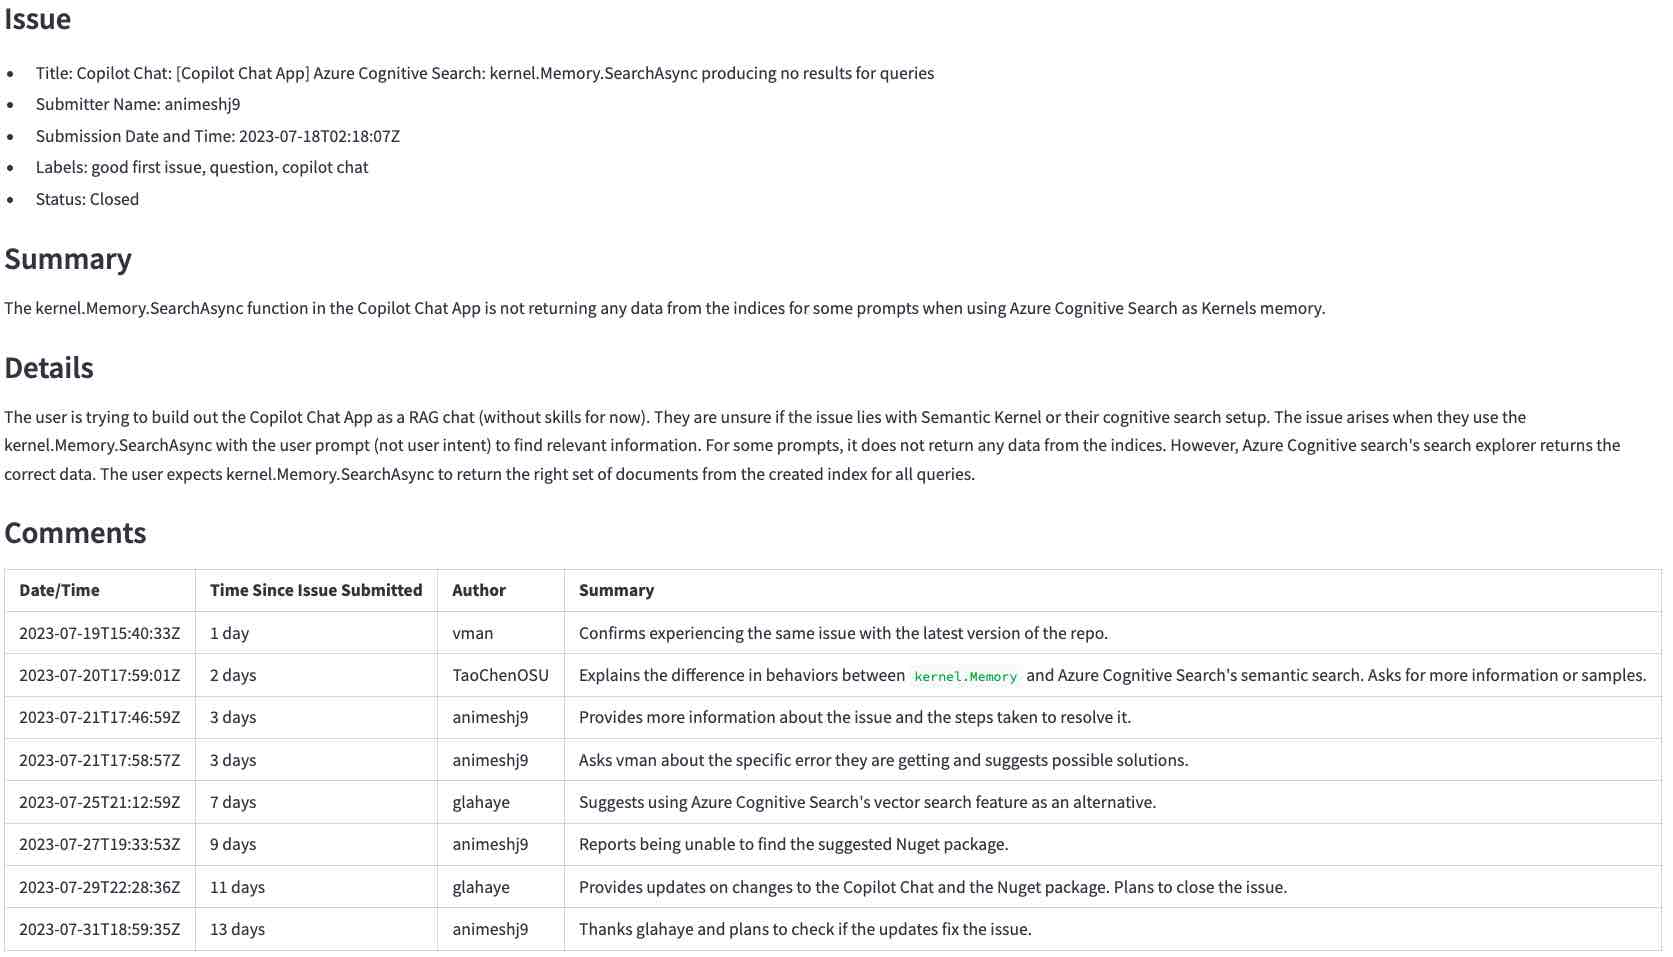 Issue
• Title: Copilot Chat: [Copilot Chat App] Azure Cognitive Search: kernel.Memory.SearchAsync producing no results for queries
• Submitter Name: animeshj9
• Submission Date and Time: 2023-07-18T02:18:07Z
• Labels: good first issue, question, copilot chat
• Status: Closed
Summary
The kernel.Memory.SearchAsync function in the Copilot Chat App is not returning any data from the indices for some prompts when using Azure Cognitive Search as Kernels memory.
Details
The user is trying to build out the Copilot Chat App as a RAG chat (without skills for now). They are unsure if the issue lies with Semantic Kernel or their cognitive search setup. The issue arises when they use the
kernel.Memory.SearchAsync with the user prompt (not user intent) to find relevant information. For some prompts, it does not return any data from the indices. However, Azure Cognitive search's search explorer returns the
correct data. The user expects kernel.Memory.SearchAsync to return the right set of documents from the created index for all queries.
Comments
Date/Time Time Since Issue Submitted Author Summary
2023-07-19T15:40:33Z 1 day vman Confirms experiencing the same issue with the latest version of the repo.
2023-07-20T17:59:01Z 2 days TaoChenOSU Explains the difference in behaviors between kernel.Memory and Azure Cognitive Search's semantic search. Asks for more information or samples.
2023-07-21T17:46:59Z 3 days animeshj9 Provides more information about the issue and the steps taken to resolve it.
2023-07-21T17:58:57Z 3 days animeshj9 Asks vman about the specific error they are getting and suggests possible solutions.
2023-07-25T21:12:59Z 7 days glahaye Suggests using Azure Cognitive Search's vector search feature as an alternative.
2023-07-27T19:33:53Z 9 days animeshj9 Reports being unable to find the suggested Nuget package.
2023-07-29T22:28:36Z 11 days glahaye Provides updates on changes to the Copilot Chat and the Nuget package. Plans to close the issue.
2023-07-31T18:59:35Z 13 days animeshj9 Thanks glahaye and plans to check if the updates fix the issue.